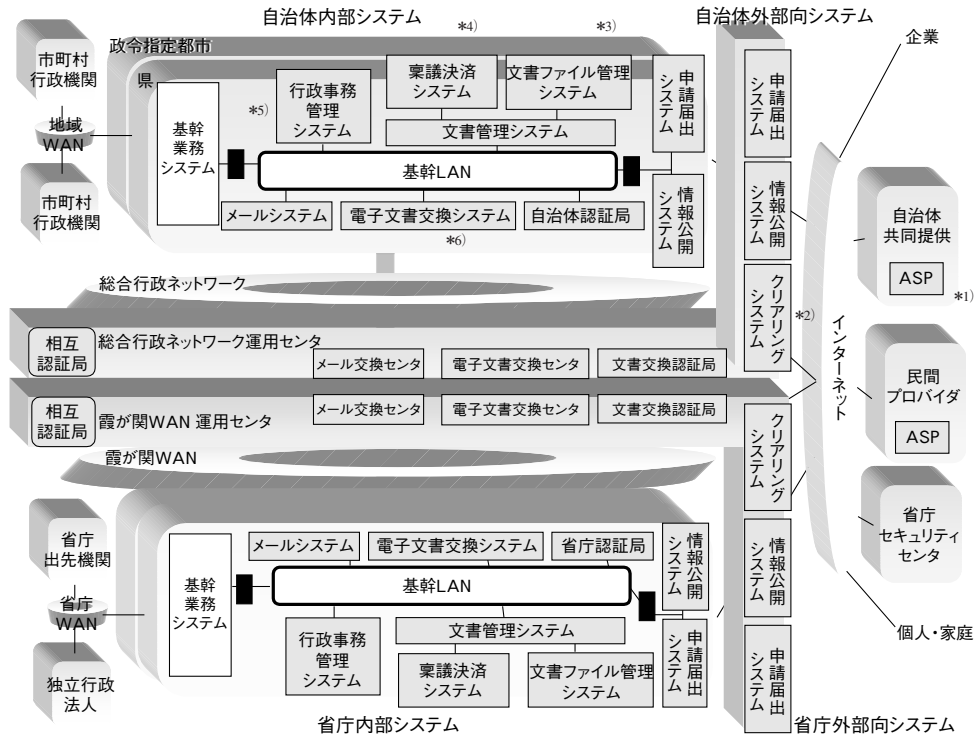 自治体内部システム
自治体外部向システム
*4)
*3)
企業
市町村
行政機関
政令指定都市
県
地域
WAN
市町村
行政機関
基幹
業務
システム
*5)
行政事務
管理
システム
稟議決済
システム
文書ファイル管理
システム
文書管理システム
基幹LAN
メールシステム
電子文書交換システム
自治体認証局
*6)
申請届出
システム
情報公開
システム
申請届出
システム
情報公開
システム
クリアリング
システム
*2)
自治体
共同提供
ASP
*1)
総合行政ネットワーク
総合行政ネットワーク運用センタ
相互
認証局
メール交換センタ
電子文書交換センタ
文書交換認証局
インターネット
民間
プロバイダ
ASP
相互
認証局
霞が関WAN 運用センタ
メール交換センタ
電子文書交換センタ
文書交換認証局
霞が関WAN
クリアリング
システム
省庁
セキュリティ
センタ
省庁
出先機関
省庁
WAN
独立行政
法人
基幹
業務
システム
メールシステム
電子文書交換システム
省庁認証局
基幹LAN
行政事務
管理
システム
文書管理システム
稟議決済
システム
文書ファイル管理
システム
情報公開
システム
申請届出
システム
情報公開
システム
申請届出
システム
個人・家庭
省庁内部システム
省庁外部向システム